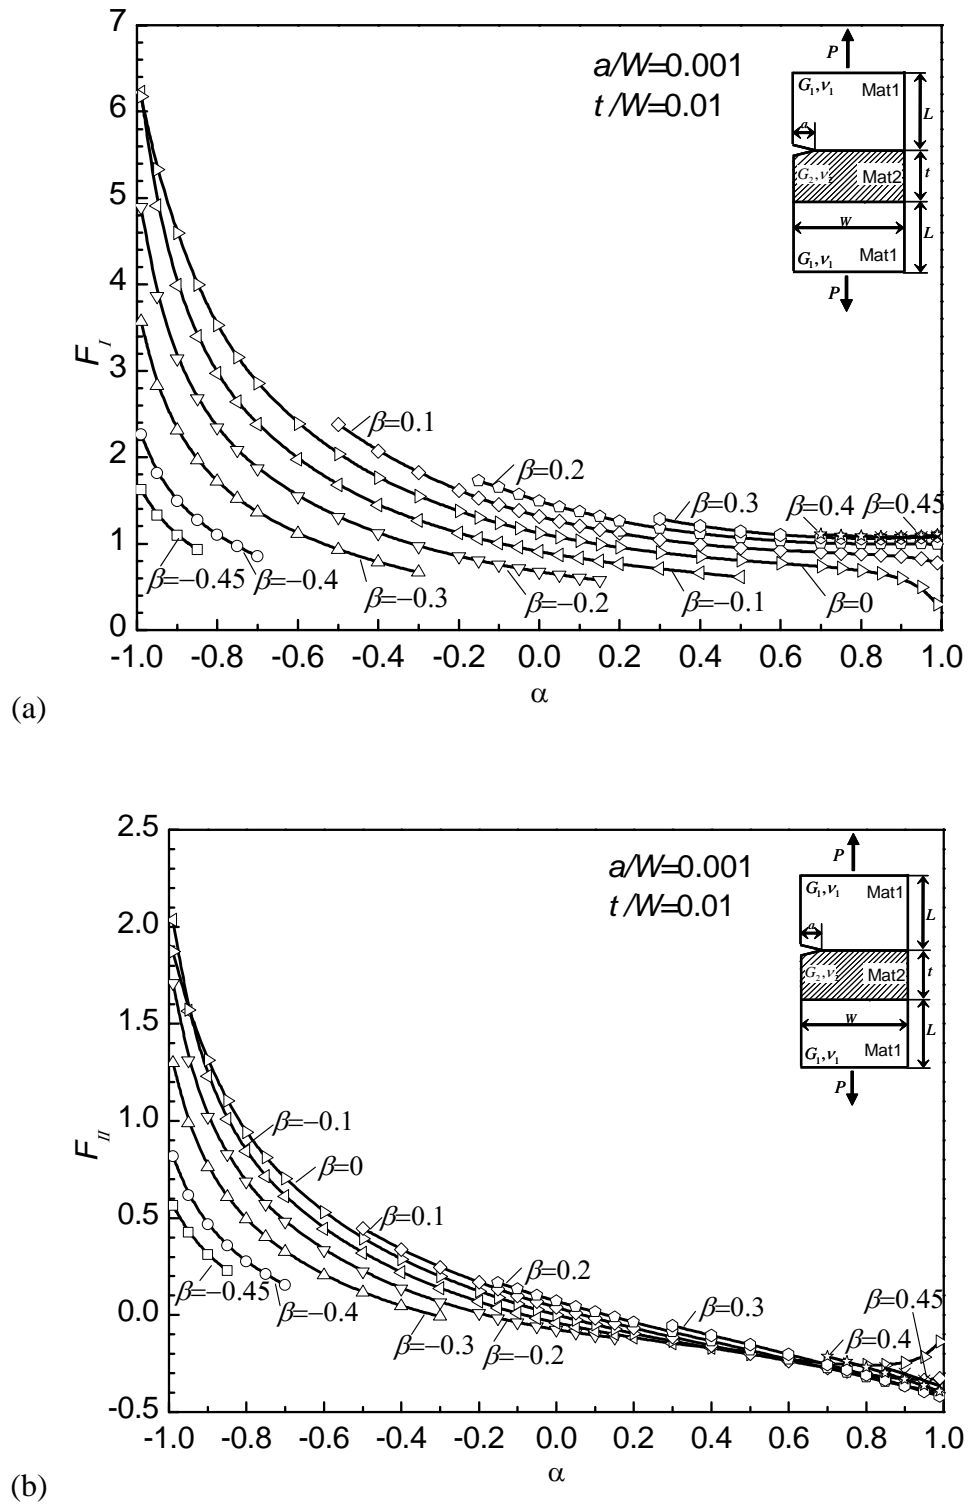 7
6
5
4
3
2
1
0
F_I
a/W=0.001
t/W=0.01
P
G₁,ν₁ Mat1
a
L
G₂,ν₂ Mat2
t
W
L
G₁,ν₁ Mat1
P
β=0.1
β=0.2
β=0.3
β=0.4
β=0.45
β=−0.45
β=−0.4
β=−0.3
β=−0.2
β=−0.1
β=0
-1.0 -0.8 -0.6 -0.4 -0.2 0.0 0.2 0.4 0.6 0.8 1.0
α
(a)
2.5
2.0
1.5
1.0
0.5
0.0
-0.5
F_II
a/W=0.001
t/W=0.01
P
G₁,ν₁ Mat1
a
L
G₂,ν₂ Mat2
t
W
L
G₁,ν₁ Mat1
P
β=−0.1
β=0
β=0.1
β=0.2
β=0.3
β=0.45
β=0.4
β=−0.45
β=−0.4
β=−0.3
β=−0.2
-1.0 -0.8 -0.6 -0.4 -0.2 0.0 0.2 0.4 0.6 0.8 1.0
α
(b)